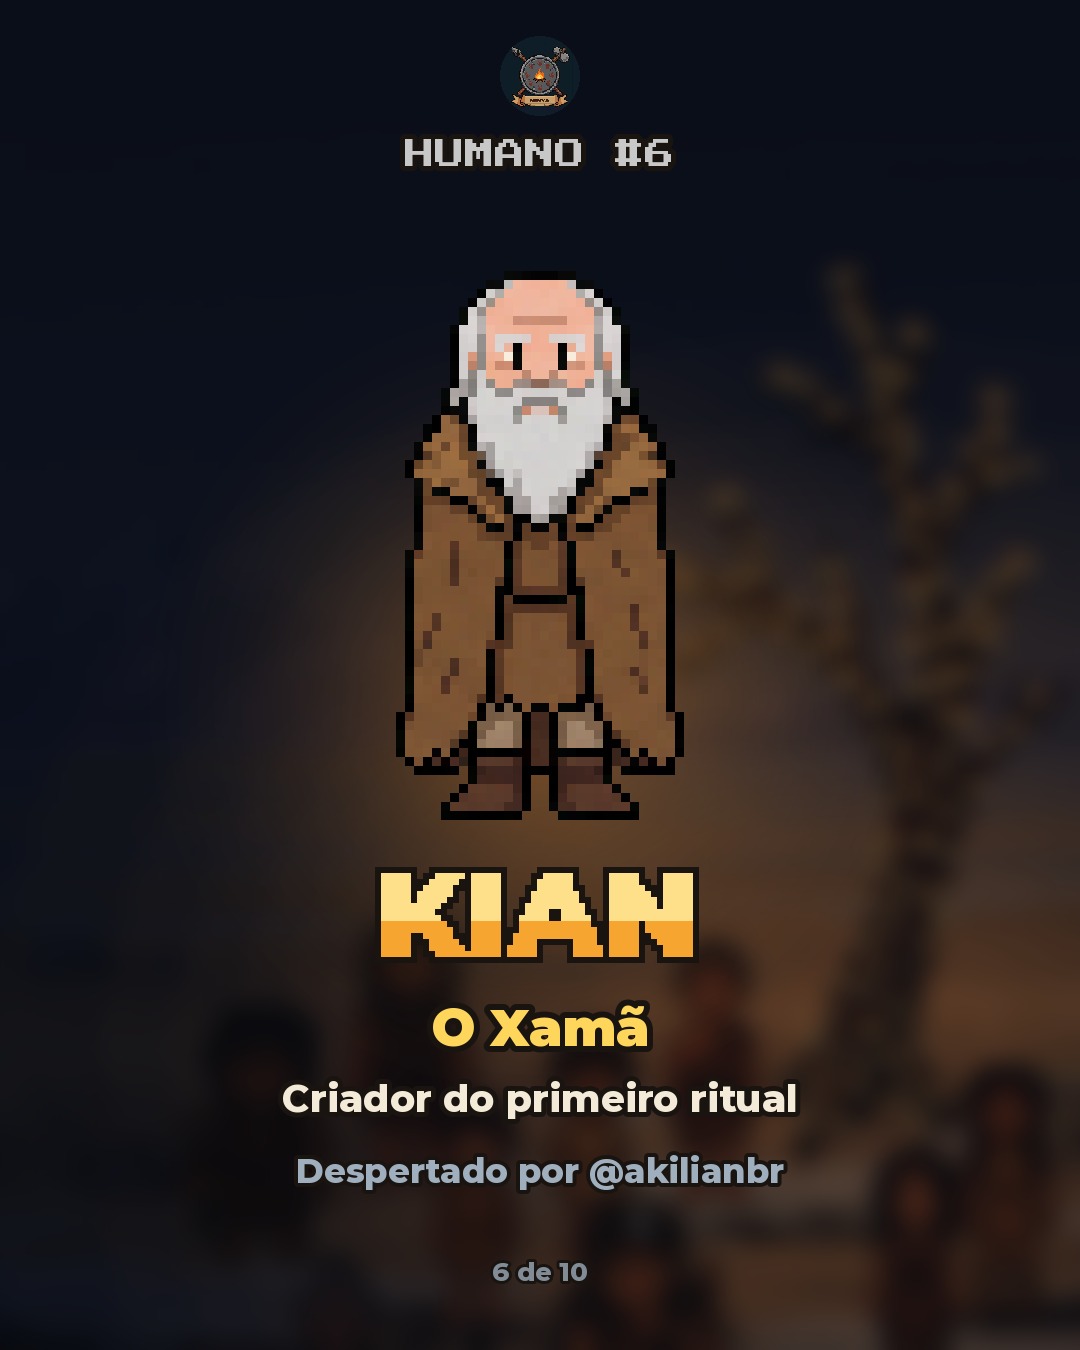 HUMANO #6
KIAN
O Xamã
Criador do primeiro ritual
Despertado por @akilianbr
6 de 10